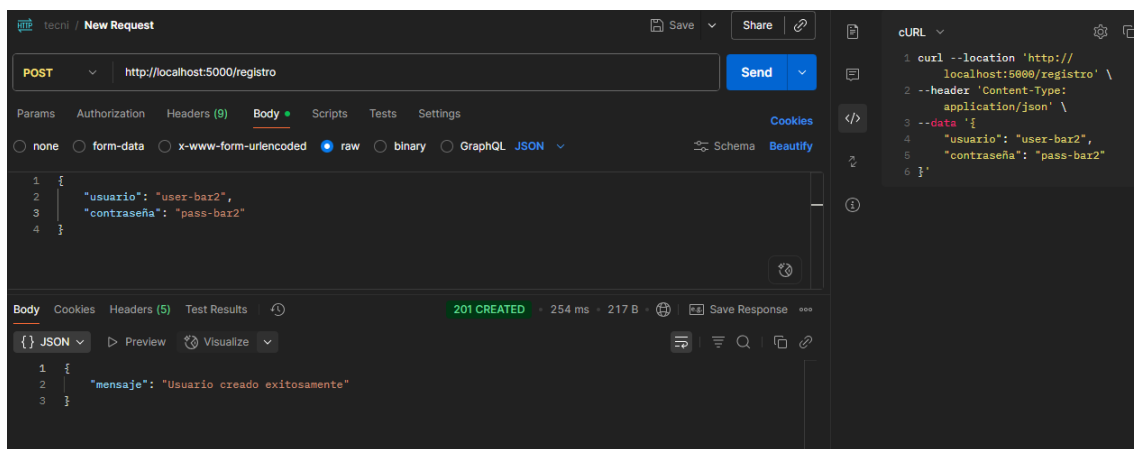 HTTP tecni / New Request
Save
Share
POST http://localhost:5000/registro
Send
Params Authorization Headers (9) Body Scripts Tests Settings
Cookies
none form-data x-www-form-urlencoded raw binary GraphQL JSON
Schema Beautify
1 {
2 "usuario": "user-bar2",
3 "contraseña": "pass-bar2"
4 }
Body Cookies Headers (5) Test Results
201 CREATED • 254 ms • 217 B
Save Response
{} JSON Preview Visualize
1 {
2 "mensaje": "Usuario creado exitosamente"
3 }
cURL
1 curl --location 'http://
localhost:5000/registro' \
2 --header 'Content-Type:
application/json' \
3 --data '{
4 "usuario": "user-bar2",
5 "contraseña": "pass-bar2"
6 }'